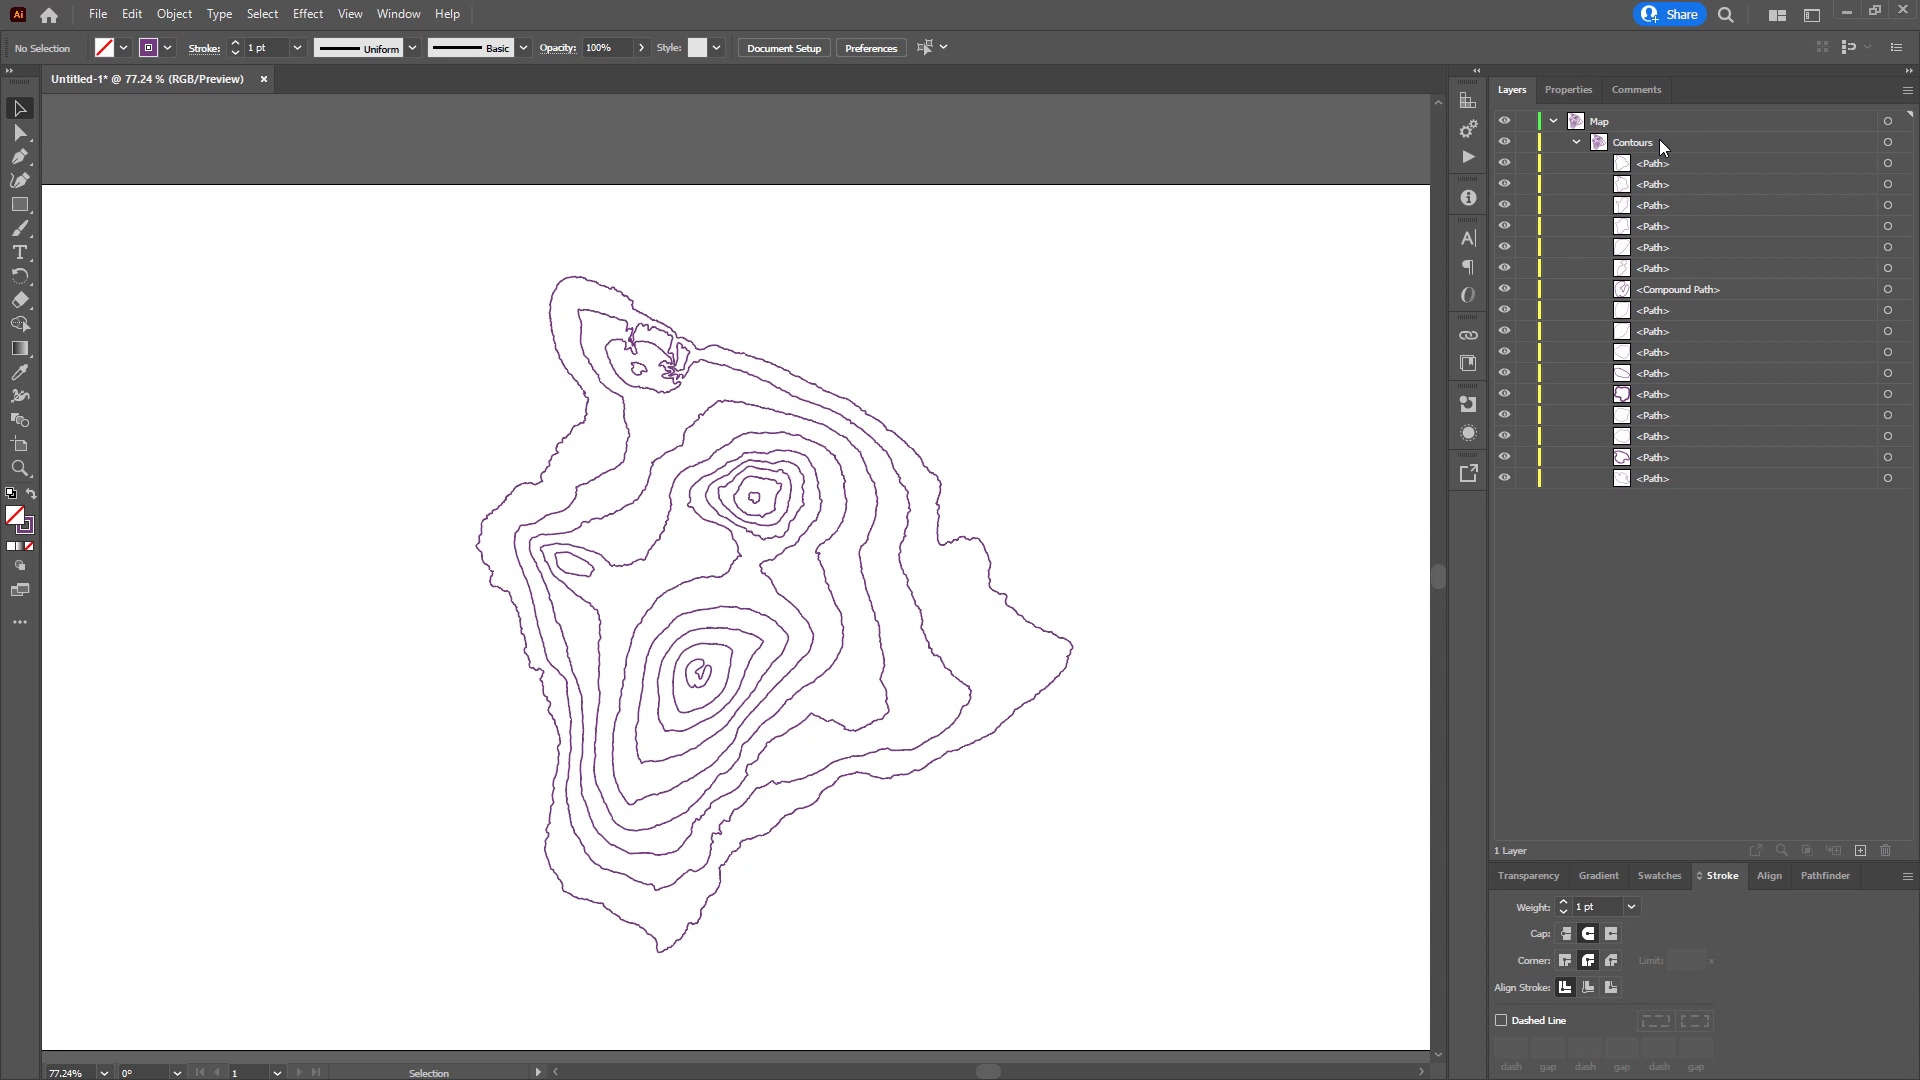 Ai File Edit Object Type Select Effect View Window Help Share
No Selection Stroke: 1 pt Uniform Basic Opacity: 100% Style: Document Setup Preferences
Untitled-1* @ 77.24 % (RGB/Preview) ×
Layers Properties Comments
Map
Contours
<Path>
<Path>
<Path>
<Path>
<Path>
<Path>
<Compound Path>
<Path>
<Path>
<Path>
<Path>
<Path>
<Path>
<Path>
<Path>
<Path>
1 Layer
Transparency Gradient Swatches Stroke Align Pathfinder
Weight: 1 pt
Cap:
Corner: Limit: x
Align Stroke:
Dashed Line
dash gap dash gap dash gap
77.24% 0° 1 Selection